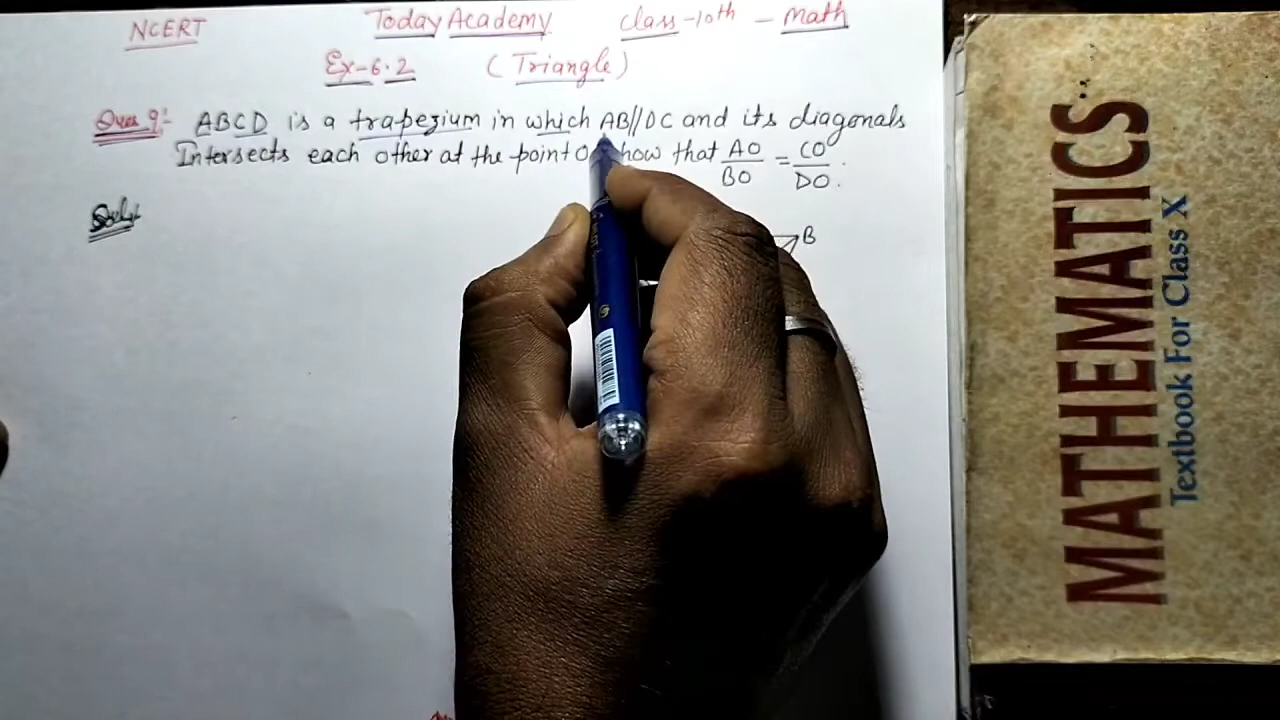 NCERT Today Academy class-10th - Math
Ex-6.2 (Triangle)
Ques 9:- ABCD is a trapezium in which AB//DC and its diagonals
Intersects each other at the point O how that AO/BO = CO/DO.
Soln:-
B
MATHEMATICS
Textbook For Class X